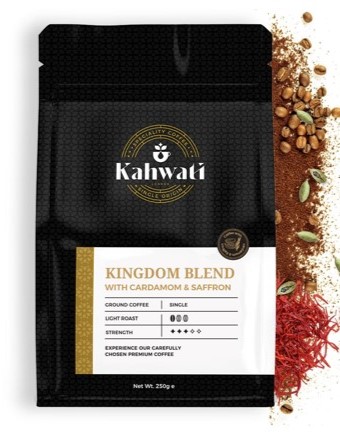 SPECIALITY COFFEE
Kahwati
LONDON
SINGLE ORIGIN
KINGDOM BLEND
WITH CARDAMOM & SAFFRON
GROUND COFFEE SINGLE
LIGHT ROAST
STRENGTH
EXPERIENCE OUR CAREFULLY
CHOSEN PREMIUM COFFEE
Net Wt. 250g e